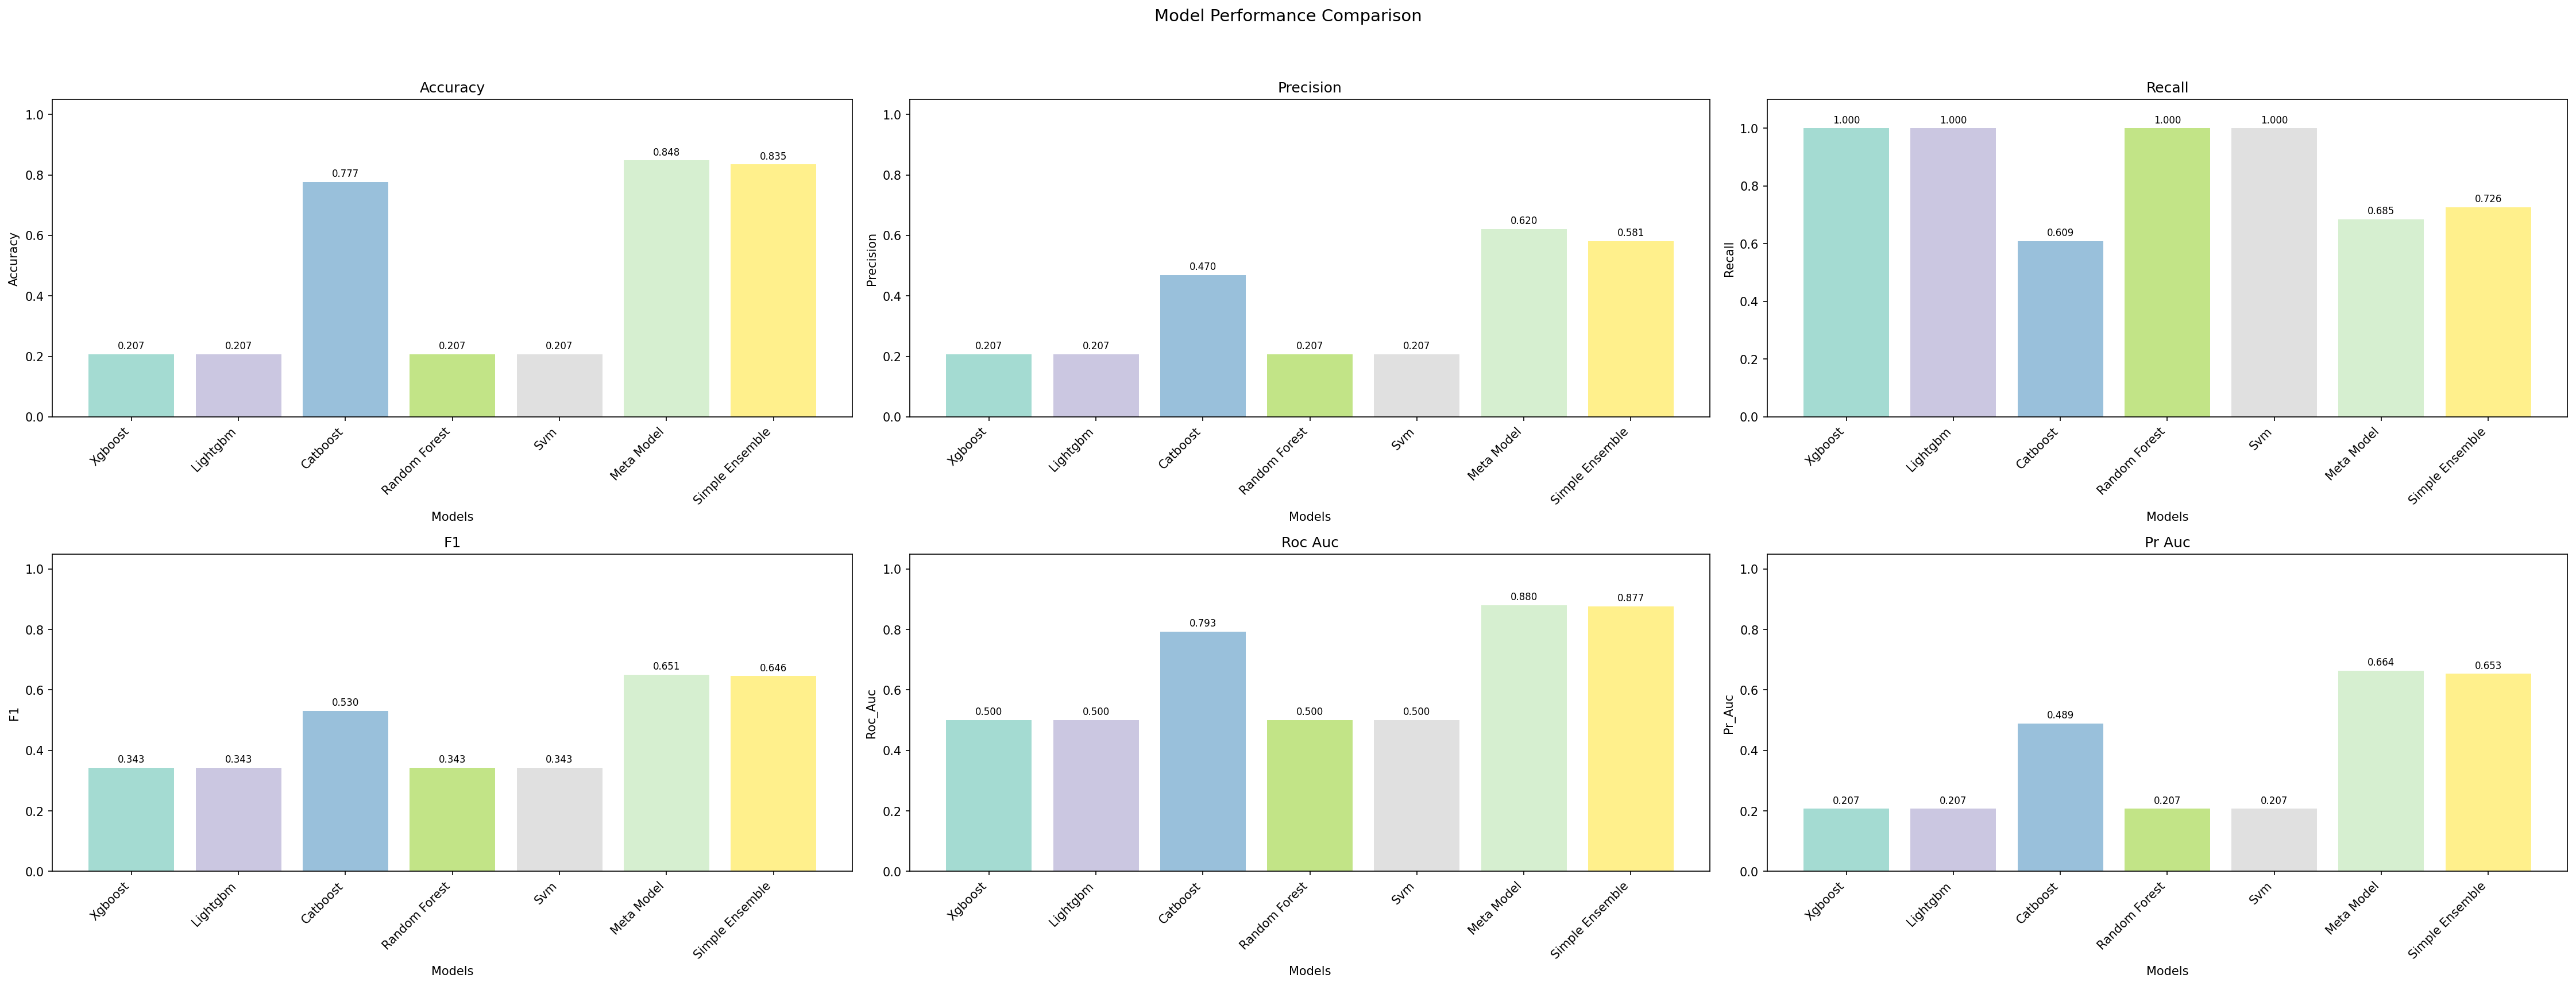 Model Performance Comparison
Accuracy
Accuracy
1.0
0.8
0.6
0.4
0.2
0.0
0.207
0.207
0.777
0.207
0.207
0.848
0.835
Xgboost
Lightgbm
Catboost
Random Forest
Svm
Meta Model
Simple Ensemble
Models
Precision
Precision
1.0
0.8
0.6
0.4
0.2
0.0
0.207
0.207
0.470
0.207
0.207
0.620
0.581
Xgboost
Lightgbm
Catboost
Random Forest
Svm
Meta Model
Simple Ensemble
Models
Recall
Recall
1.0
0.8
0.6
0.4
0.2
0.0
1.000
1.000
0.609
1.000
1.000
0.685
0.726
Xgboost
Lightgbm
Catboost
Random Forest
Svm
Meta Model
Simple Ensemble
Models
F1
F1
1.0
0.8
0.6
0.4
0.2
0.0
0.343
0.343
0.530
0.343
0.343
0.651
0.646
Xgboost
Lightgbm
Catboost
Random Forest
Svm
Meta Model
Simple Ensemble
Models
Roc Auc
Roc_Auc
1.0
0.8
0.6
0.4
0.2
0.0
0.500
0.500
0.793
0.500
0.500
0.880
0.877
Xgboost
Lightgbm
Catboost
Random Forest
Svm
Meta Model
Simple Ensemble
Models
Pr Auc
Pr_Auc
1.0
0.8
0.6
0.4
0.2
0.0
0.207
0.207
0.489
0.207
0.207
0.664
0.653
Xgboost
Lightgbm
Catboost
Random Forest
Svm
Meta Model
Simple Ensemble
Models